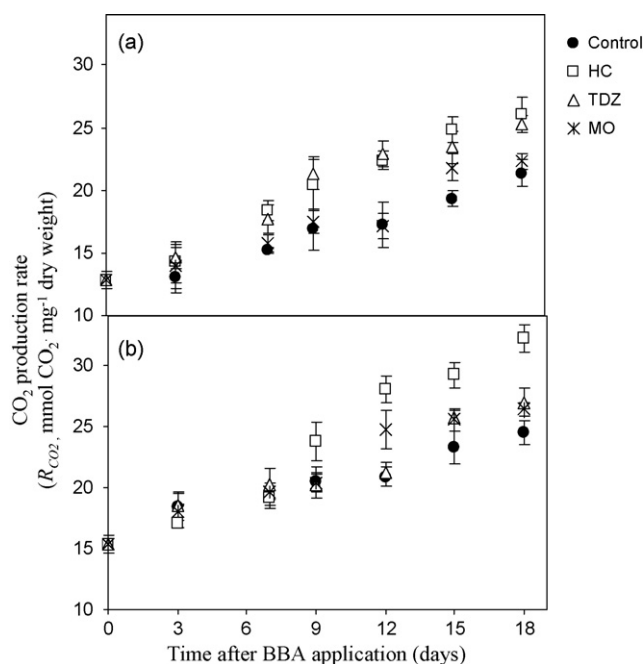 (a)
Control
HC
TDZ
MO
30
25
20
15
10
CO₂ production rate
(R_CO2, mmol CO₂· mg⁻¹ dry weight)
(b)
30
25
20
15
10
0 3 6 9 12 15 18
Time after BBA application (days)